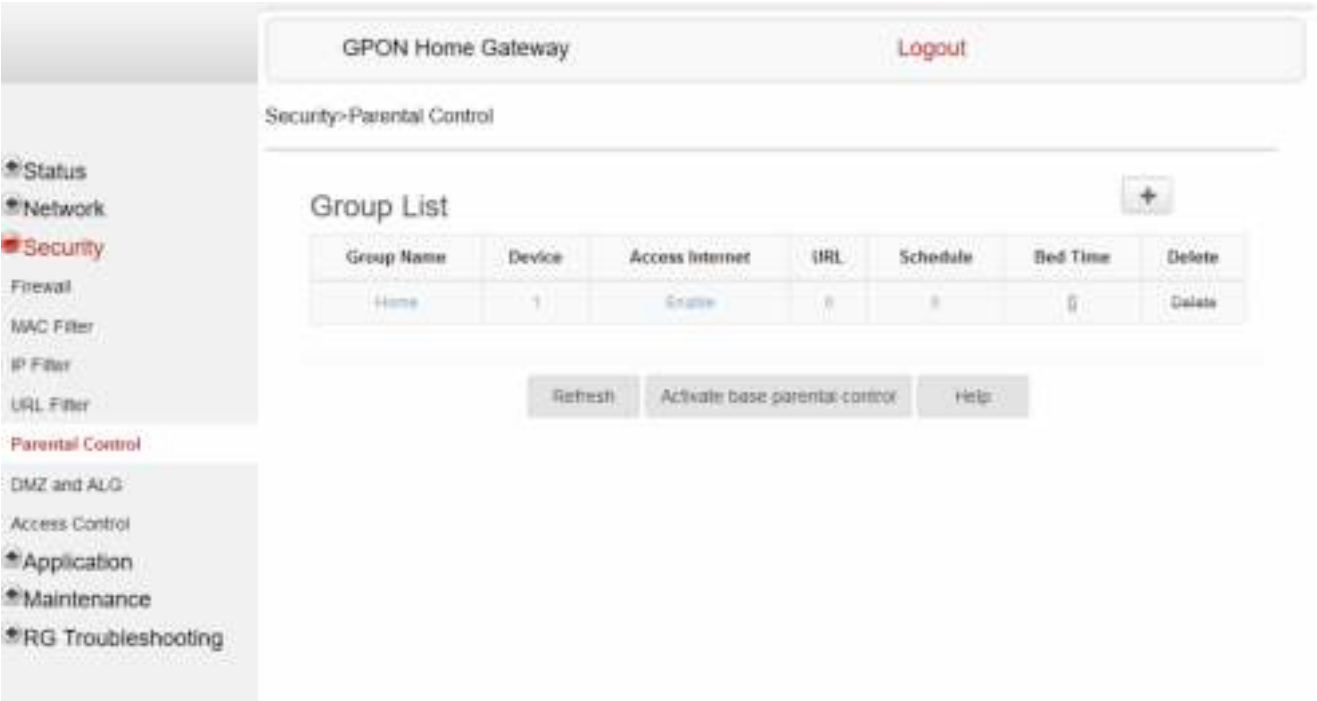 GPON Home Gateway Logout
Security>Parental Control
Status
Network
Security
Firewall
MAC Filter
IP Filter
URL Filter
Parental Control
DMZ and ALG
Access Control
Application
Maintenance
RG Troubleshooting
Group List +
Group Name Device Access Internet URL Schedule Bed Time Delete
Home 1 Enable 0 0 0 Delete
Refresh Activate base parental control Help